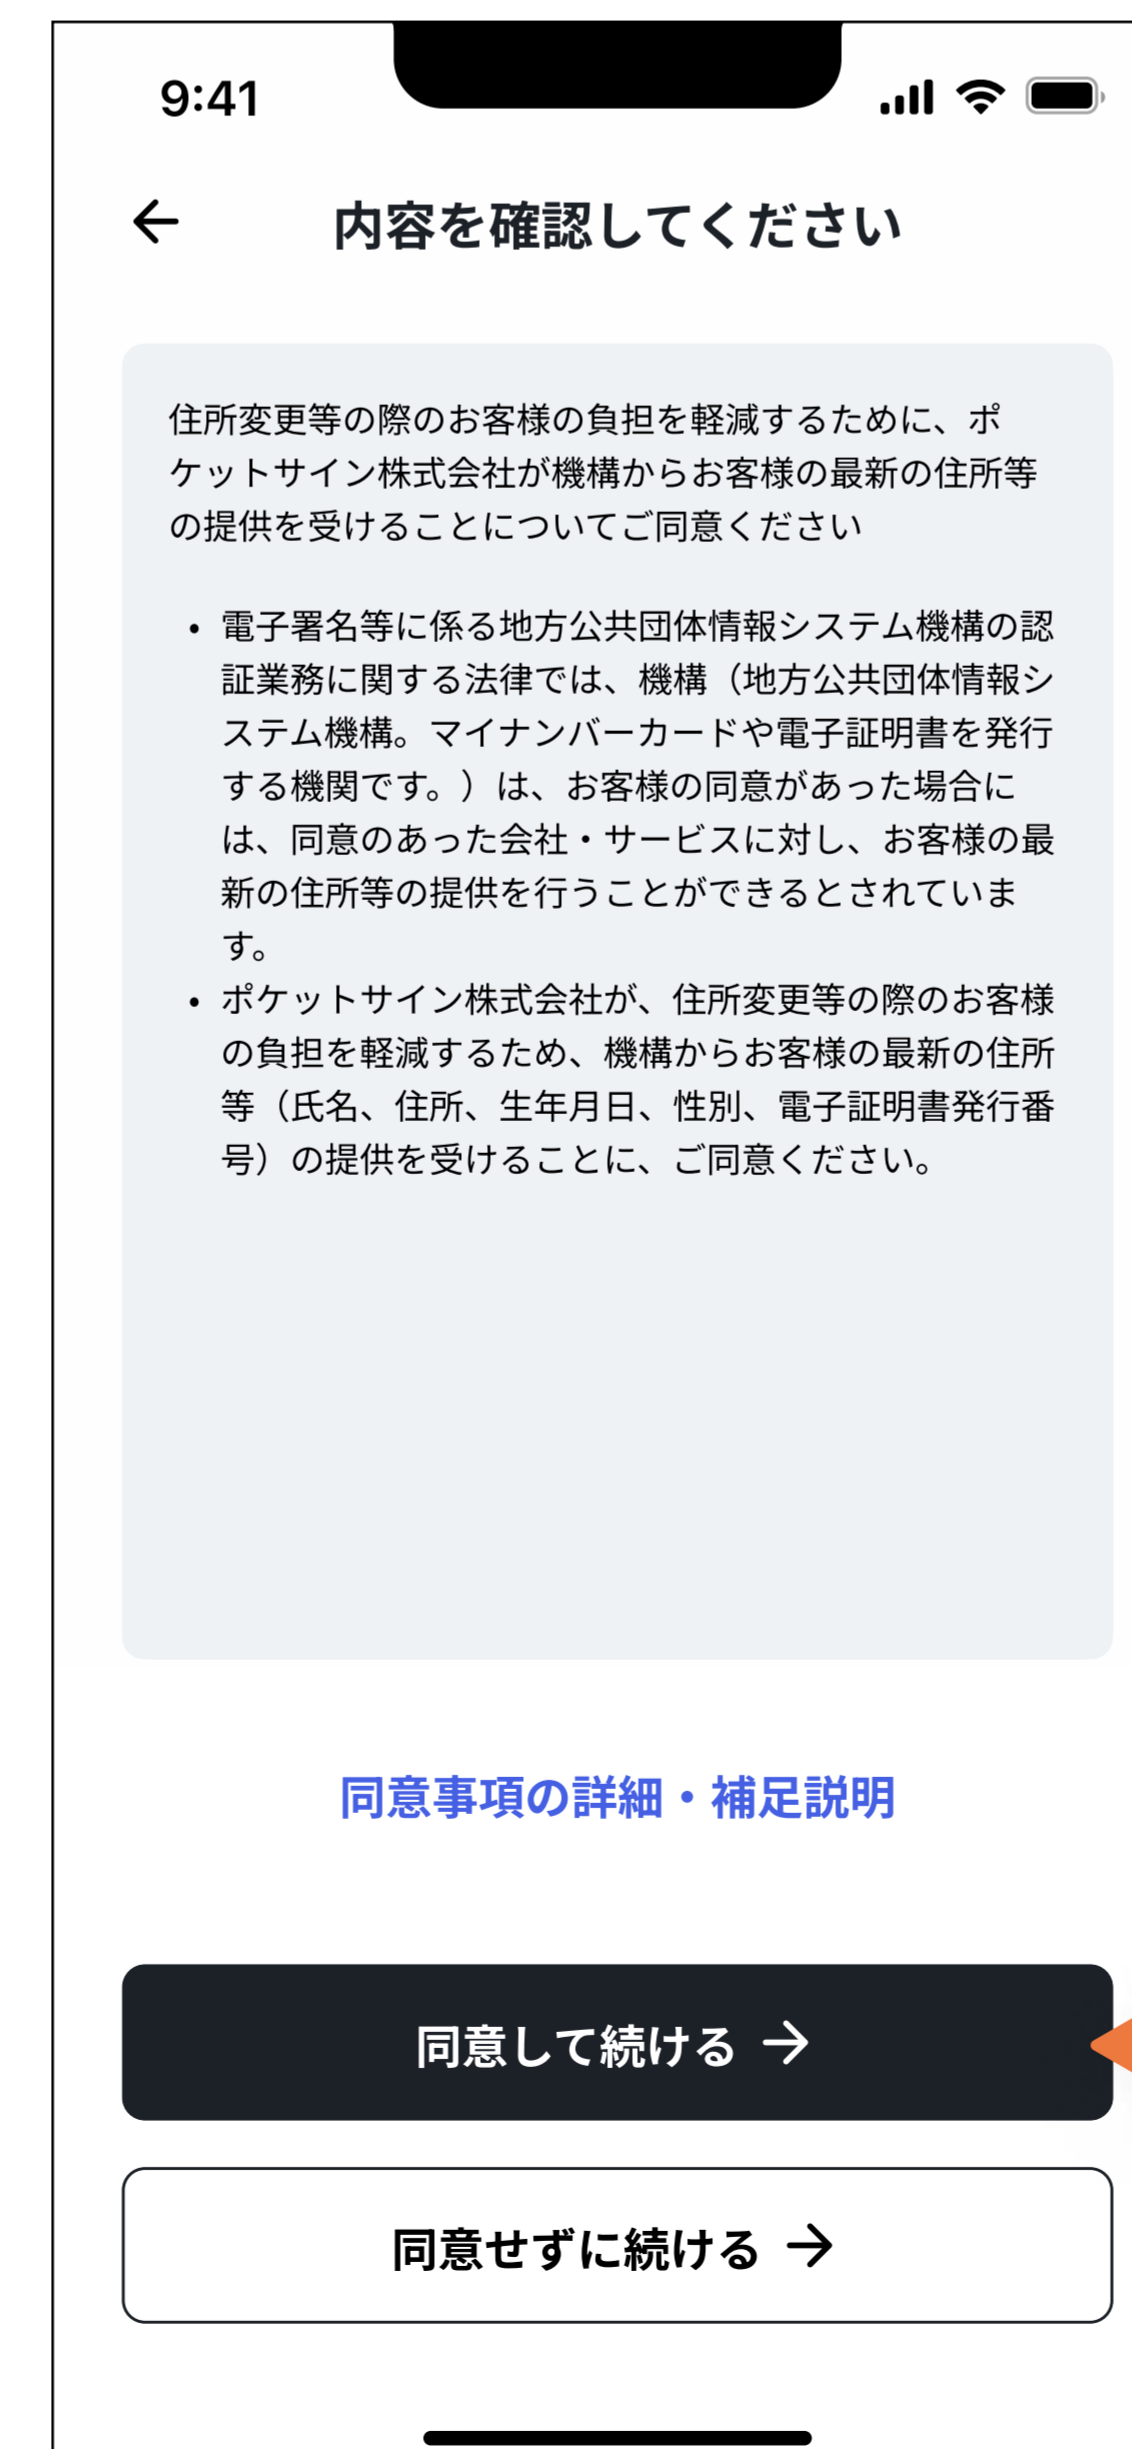 9:41
内容を確認してください
住所変更等の際のお客様の負担を軽減するために、ポ
ケットサイン株式会社が機構からお客様の最新の住所等
の提供を受けることについてご同意ください
• 電子署名等に係る地方公共団体情報システム機構の認
証業務に関する法律では、機構（地方公共団体情報シ
ステム機構。マイナンバーカードや電子証明書を発行
する機関です。）は、お客様の同意があった場合に
は、同意のあった会社・サービスに対し、お客様の最
新の住所等の提供を行うことができるとされていま
す。
• ポケットサイン株式会社が、住所変更等の際のお客様
の負担を軽減するため、機構からお客様の最新の住所
等（氏名、住所、生年月日、性別、電子証明書発行番
号）の提供を受けることに、ご同意ください。
同意事項の詳細・補足説明
同意して続ける →
同意せずに続ける →